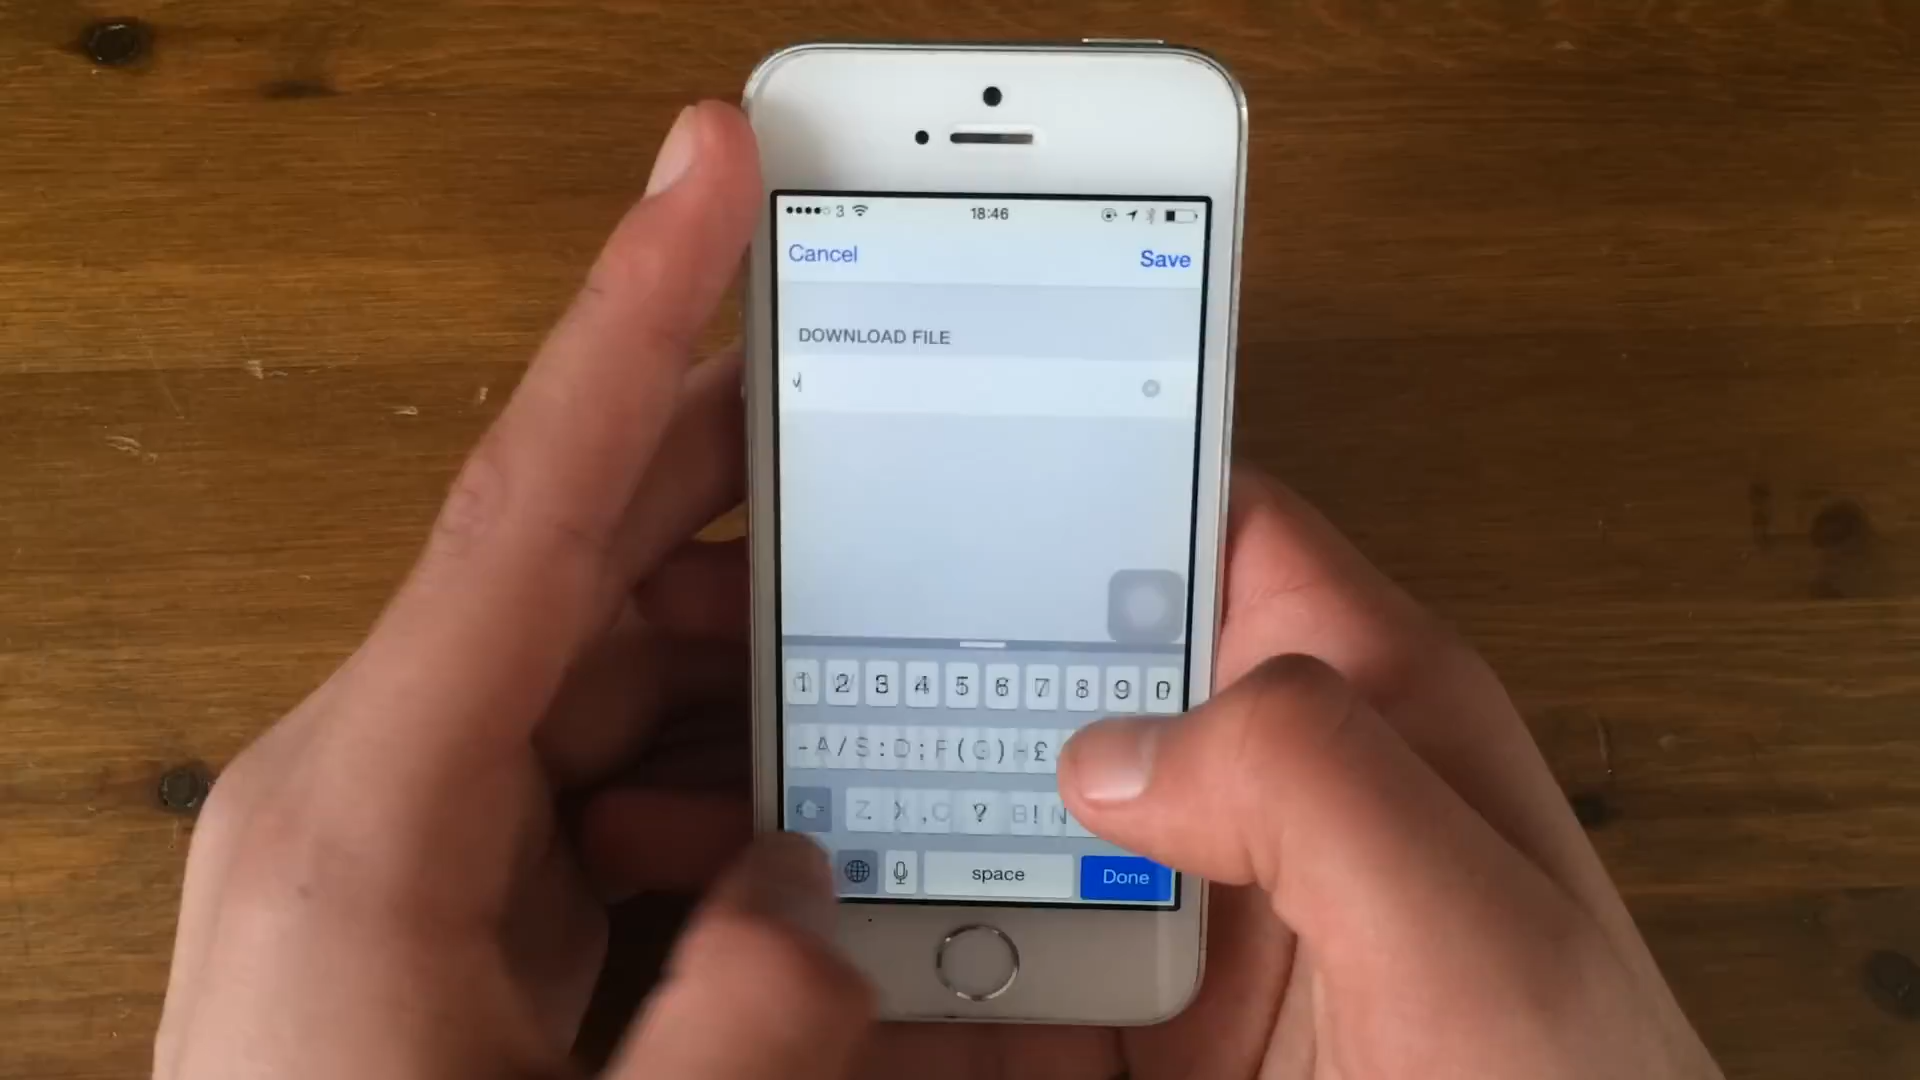 3 18:46
Cancel Save
DOWNLOAD FILE
v
1 2 3 4 5 6 7 8 9 0
- A / S : D ; F ( G ) - £
Z . X , C ? B ! N
space Done